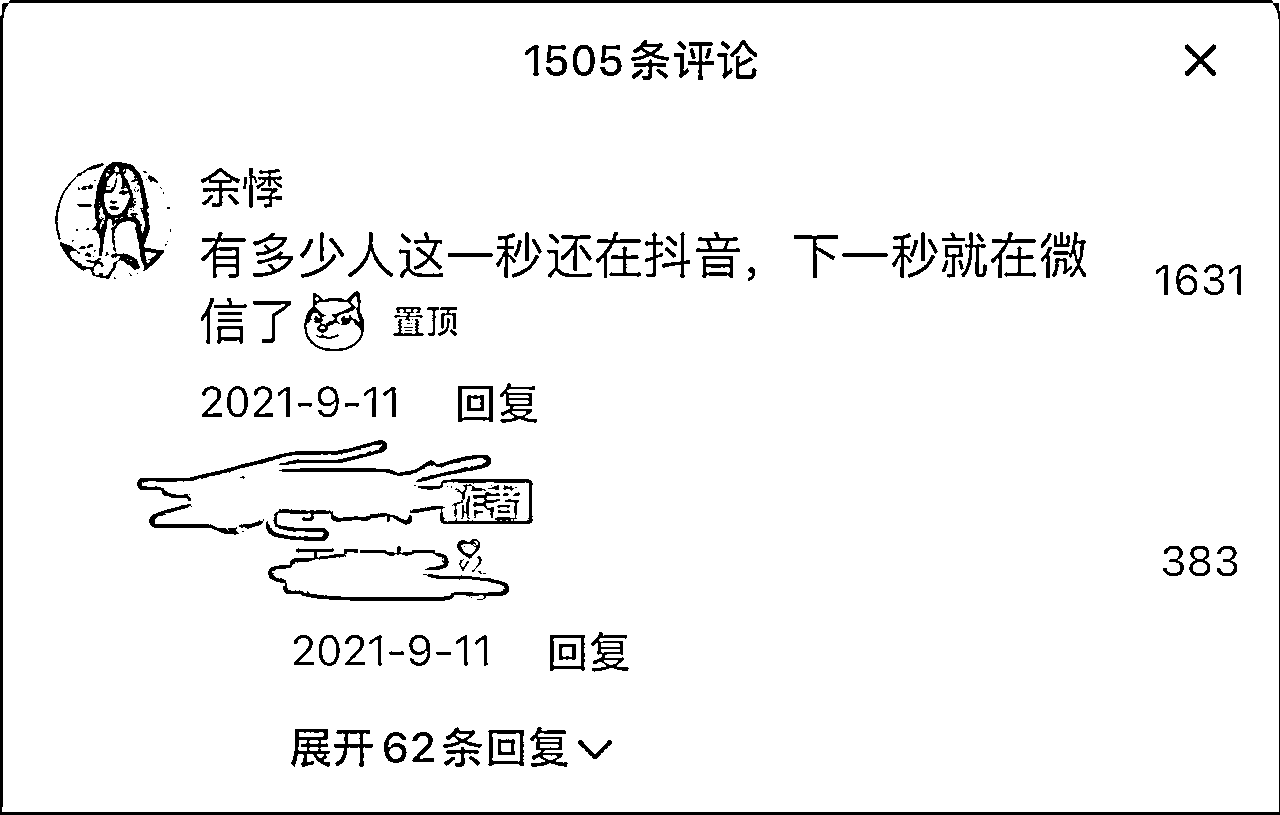 1505条评论
余悸
有多少人这一秒还在抖音，下一秒就在微
信了 置顶
1631
2021-9-11 回复
作者
383
2021-9-11 回复
展开62条回复